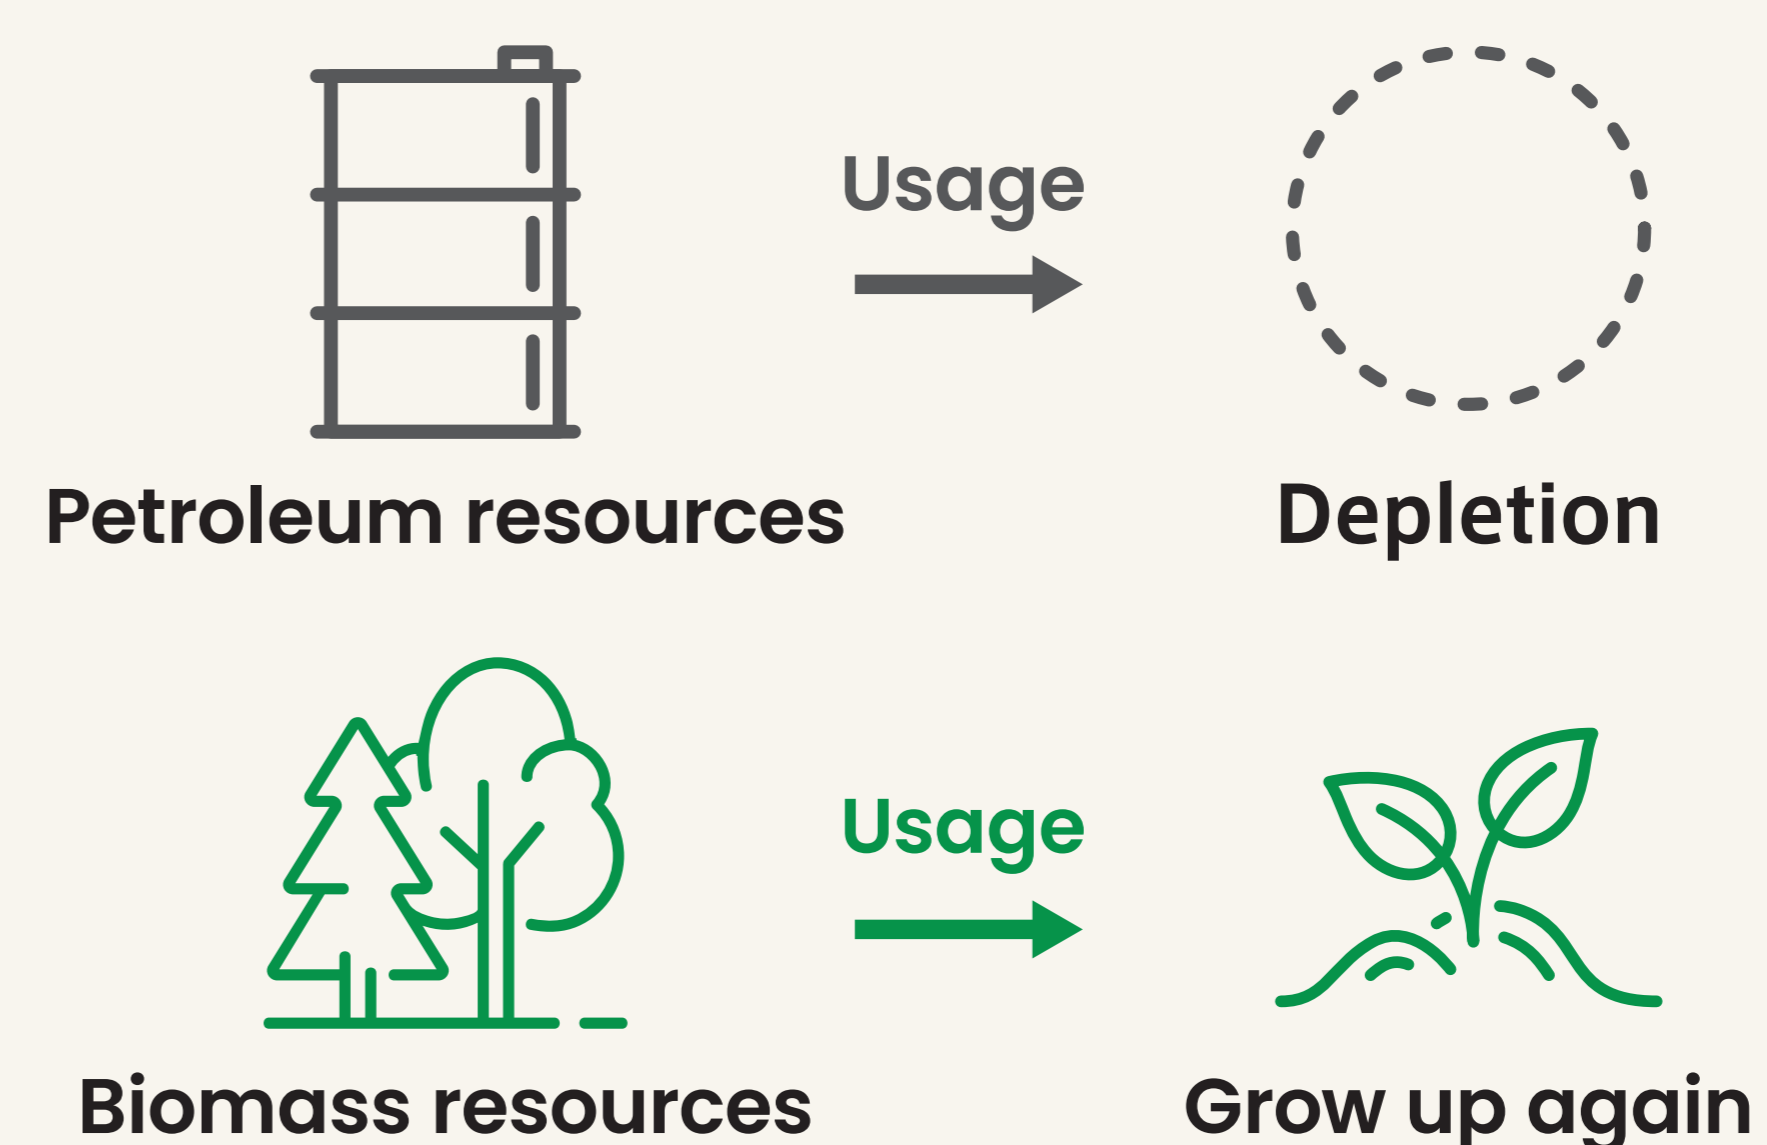 Usage
Petroleum resources
Depletion
Usage
Biomass resources
Grow up again